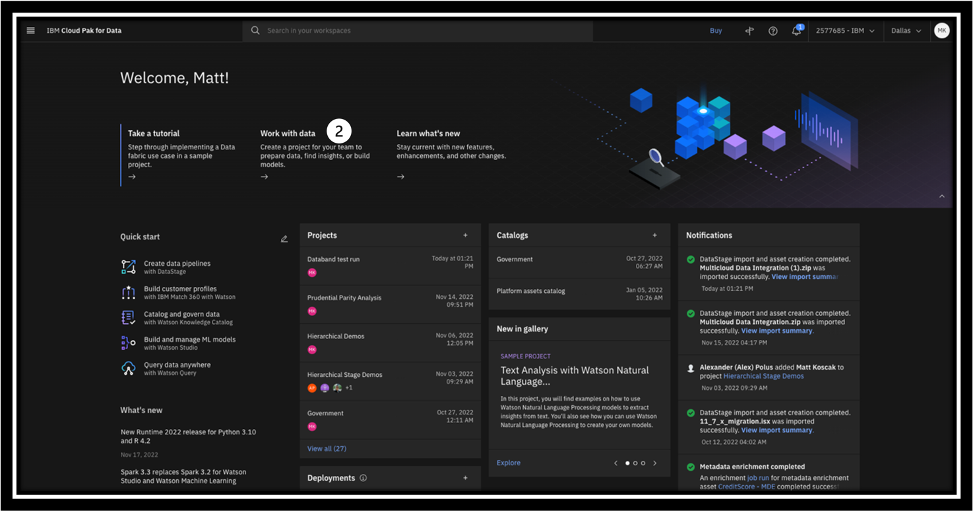 IBM Cloud Pak for Data
Search in your workspaces
Buy
1
2577685 - IBM
Dallas
MK
Welcome, Matt!
Take a tutorial
Step through implementing a Data
fabric use case in a sample
project.
Work with data
2
Create a project for your team to
prepare data, find insights, or build
models.
Learn what's new
Stay current with new features,
enhancements, and other changes.
Quick start
Create data pipelines
with DataStage
Build customer profiles
with IBM Match 360 with Watson
Catalog and govern data
with Watson Knowledge Catalog
Build and manage ML models
with Watson Studio
Query data anywhere
with Watson Query
What's new
New Runtime 2022 release for Python 3.10
and R 4.2
Nov 17, 2022
Spark 3.3 replaces Spark 3.2 for Watson
Studio and Watson Machine Learning
Projects
Databand test run
Today at 01:21
PM
Prudential Parity Analysis
Nov 14, 2022
09:51 PM
Hierarchical Demos
Nov 06, 2022
12:05 PM
Hierarchical Stage Demos
Nov 03, 2022
09:29 AM
+1
Government
Oct 27, 2022
12:11 AM
View all (27)
Deployments
Catalogs
Government
Oct 27, 2022
06:27 AM
Platform assets catalog
Jan 05, 2022
10:26 AM
New in gallery
SAMPLE PROJECT
Text Analysis with Watson Natural
Language...
In this project, you will find examples on how to use
Watson Natural Language Processing models to extract
insights from text. You'll also see how you can use Watson
Natural Language Processing to create your own models.
Explore
Notifications
DataStage import and asset creation completed.
Multicloud Data Integration (1).zip was
imported successfully. View import summar
Today at 01:21 PM
DataStage import and asset creation completed.
Multicloud Data Integration.zip was imported
successfully. View import summary.
Nov 15, 2022 04:17 PM
Alexander (Alex) Polus added Matt Koscak to
project Hierarchical Stage Demos
Nov 03, 2022 09:29 AM
DataStage import and asset creation completed.
11_7_x_migration.isx was imported
successfully. View import summary.
Oct 12, 2022 04:02 AM
Metadata enrichment completed
An enrichment job run for metadata enrichment
asset CreditScore - MDE completed success